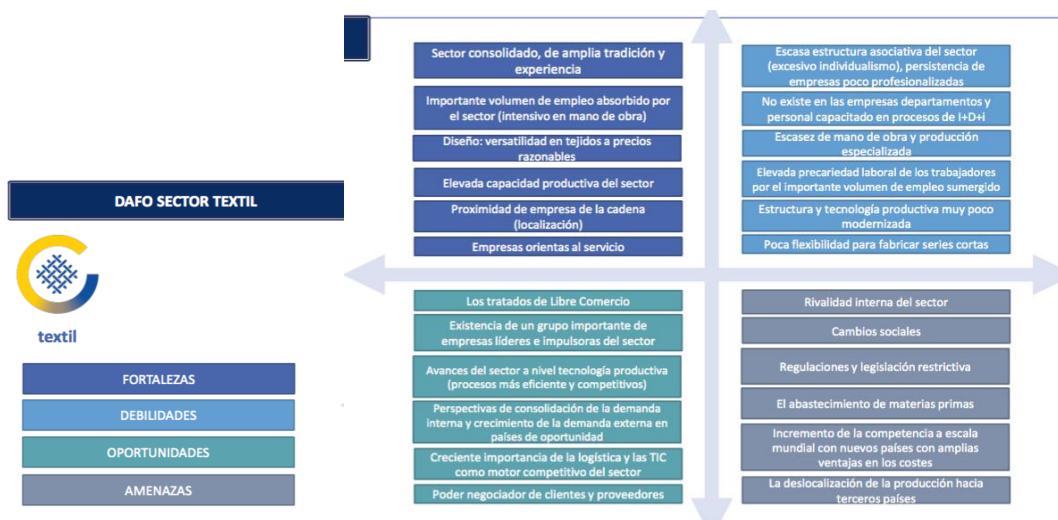 DAFO SECTOR TEXTIL
textil
FORTALEZAS
DEBILIDADES
OPORTUNIDADES
AMENAZAS
Sector consolidado, de amplia tradición y
experiencia
Importante volumen de empleo absorbido por
el sector (intensivo en mano de obra)
Diseño: versatilidad en tejidos a precios
razonables
Elevada capacidad productiva del sector
Proximidad de empresa de la cadena
(localización)
Empresas orientas al servicio
Escasa estructura asociativa del sector
(excesivo individualismo), persistencia de
empresas poco profesionalizadas
No existe en las empresas departamentos y
personal capacitado en procesos de I+D+i
Escasez de mano de obra y producción
especializada
Elevada precariedad laboral de los trabajadores
por el importante volumen de empleo sumergido
Estructura y tecnología productiva muy poco
modernizada
Poca flexibilidad para fabricar series cortas
Los tratados de Libre Comercio
Existencia de un grupo importante de
empresas líderes e impulsoras del sector
Avances del sector a nivel tecnología productiva
(procesos más eficiente y competitivos)
Perspectivas de consolidación de la demanda
interna y crecimiento de la demanda externa en
países de oportunidad
Creciente importancia de la logística y las TIC
como motor competitivo del sector
Poder negociador de clientes y proveedores
Rivalidad interna del sector
Cambios sociales
Regulaciones y legislación restrictiva
El abastecimiento de materias primas
Incremento de la competencia a escala
mundial con nuevos países con amplias
ventajas en los costes
La deslocalización de la producción hacia
terceros países